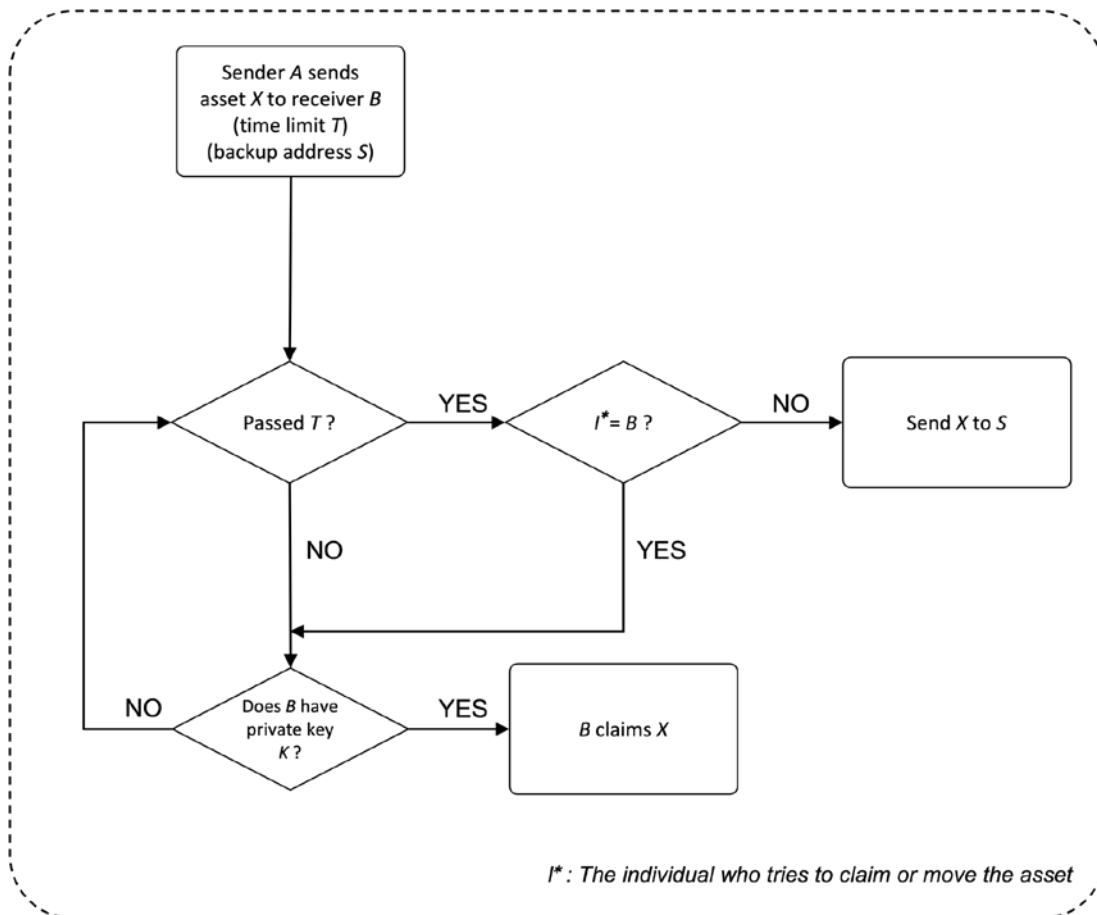 Sender A sends
asset X to receiver B
(time limit T)
(backup address S)
Passed T ?
YES
I*= B ?
NO
Send X to S
NO
YES
Does B have
private key
K ?
NO
YES
B claims X
I* : The individual who tries to claim or move the asset